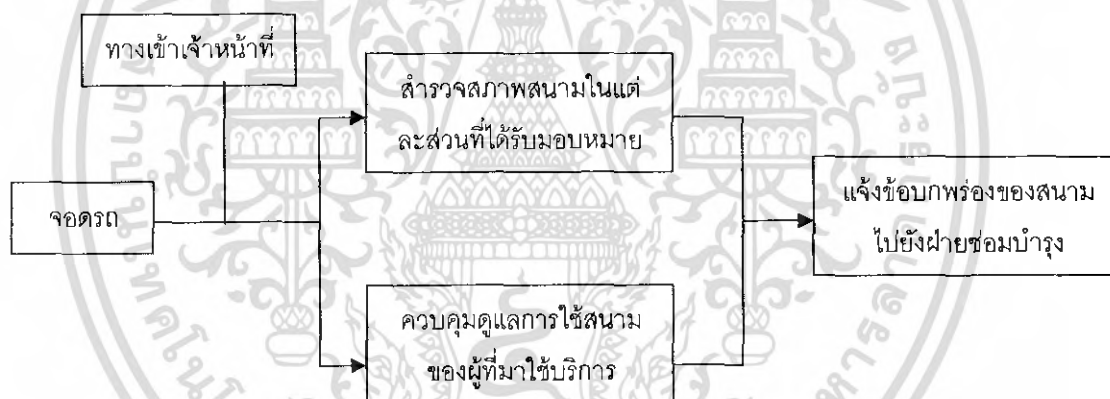 ทางเข้าเจ้าหน้าที่
จอดรถ
สำรวจสภาพสนามในแต่
ละส่วนที่ได้รับมอบหมาย
ควบคุมดูแลการใช้สนาม
ของผู้ที่มาใช้บริการ
แจ้งข้อบกพร่องของสนาม
ไปยังฝ่ายซ่อมบำรุง